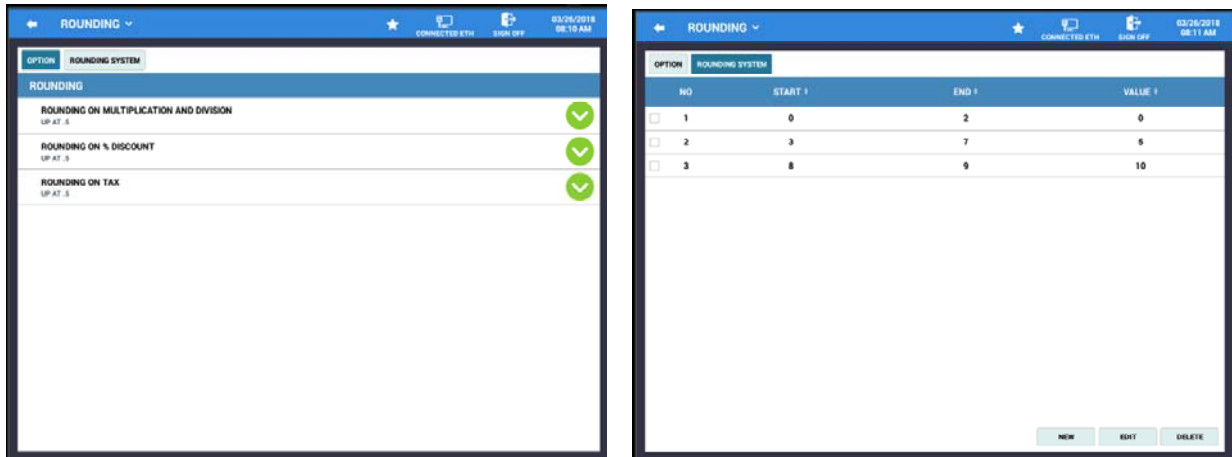 ROUNDING
CONNECTED ETH
SIGN OFF
03/26/2018
08:10 AM
OPTION
ROUNDING SYSTEM
ROUNDING
ROUNDING ON MULTIPLICATION AND DIVISION
UP AT .5
ROUNDING ON % DISCOUNT
UP AT .5
ROUNDING ON TAX
UP AT .5
ROUNDING
CONNECTED ETH
SIGN OFF
03/26/2018
08:11 AM
OPTION
ROUNDING SYSTEM
NO START END VALUE
1 0 2 0
2 3 7 5
3 8 9 10
NEW EDIT DELETE